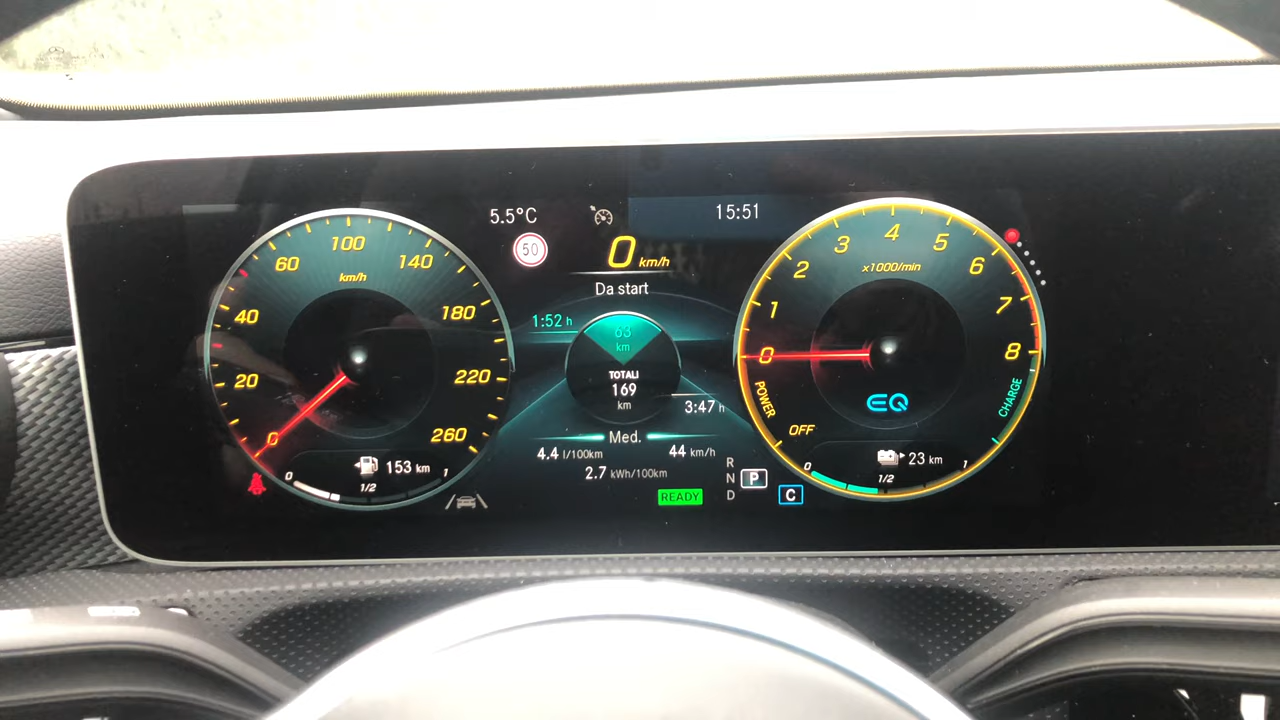 5.5°C
15:51
50
0 km/h
Da start
1:52 h
63
km
TOTALI
169
km
3:47 h
Med.
4.4 l/100km
44 km/h
2.7 kWh/100km
READY
R
N
D
P
C
0
20
40
60
100
140
180
220
260
km/h
153 km
0
1/2
1
0
1
2
3
4
5
6
7
8
x1000/min
POWER
OFF
CHARGE
EQ
23 km
0
1/2
1